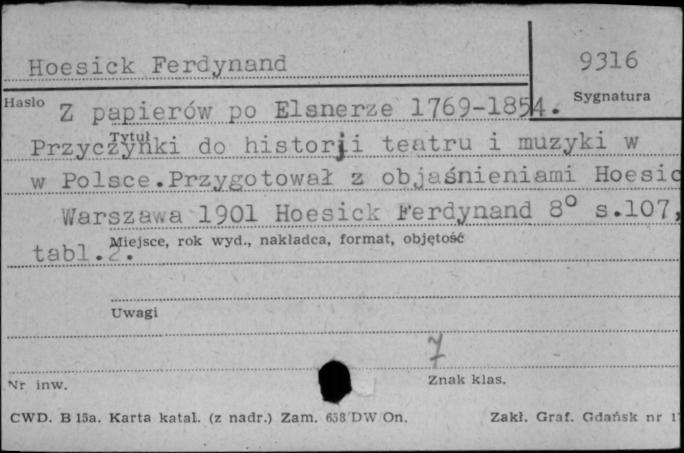 Hoesick Ferdynand
9316
Hasło
Sygnatura
Z papierów po Elsnerze 1769-1854.
Tytuł
Przyczynki do historji teatru i muzyki w
w Polsce.Przygotował z objaśnieniami Hoesic
Warszawa 1901 Hoesick Ferdynand 8° s.107,
Miejsce, rok wyd., nakładca, format, objętość
tabl.2.
Uwagi
7
Nr inw.
Znak klas.
CWD. B 15a. Karta katal. (z nadr.) Zam. 638/DW/On.
Zakł. Graf. Gdańsk nr 1